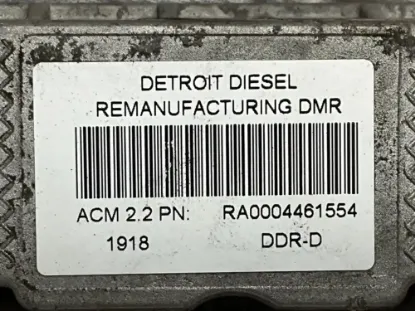 DETROIT DIESEL
REMANUFACTURING DMR
ACM 2.2 PN: RA0004461554
1918 DDR-D